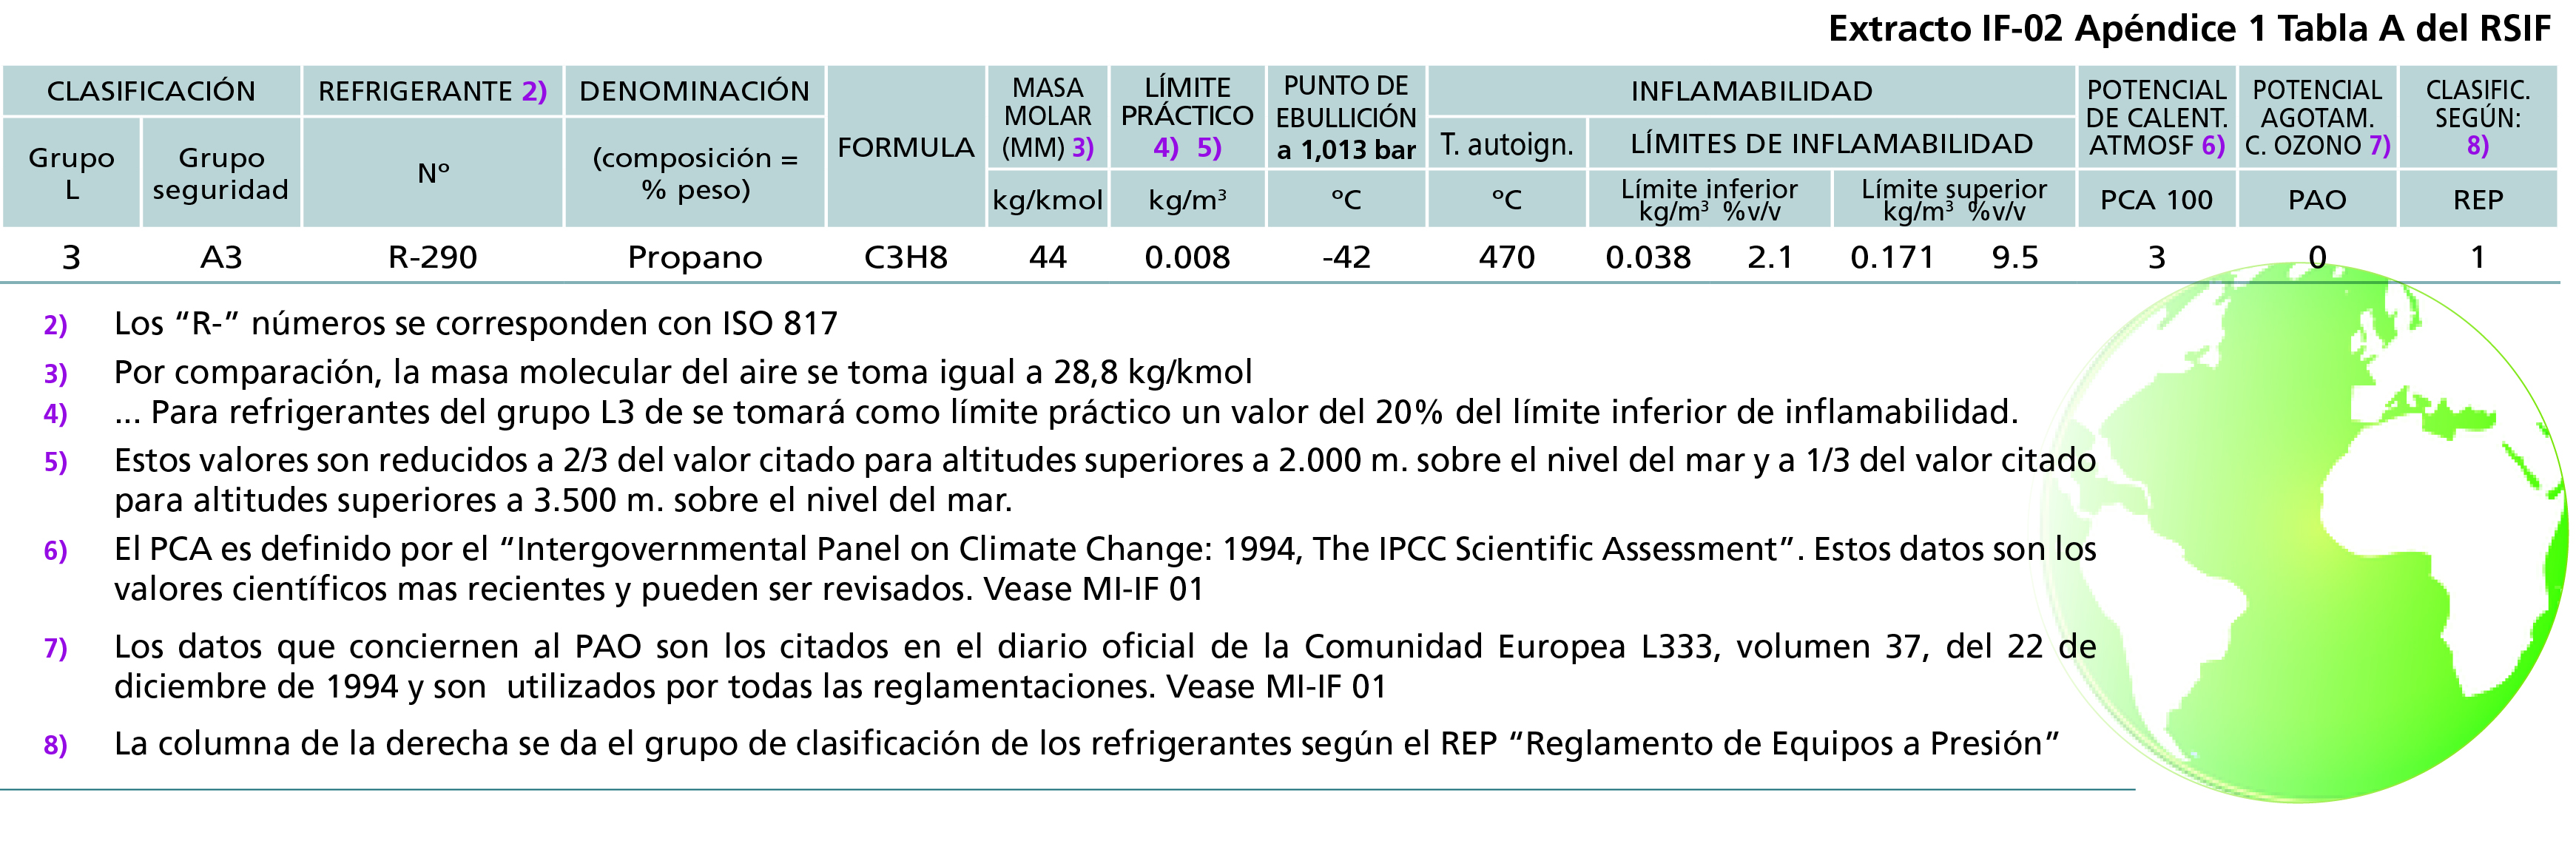 Extracto IF-02 Apéndice 1 Tabla A del RSIF
CLASIFICACIÓN REFRIGERANTE 2) DENOMINACIÓN FORMULA MASA MOLAR (MM) 3) LÍMITE PRÁCTICO 4) 5) PUNTO DE EBULLICIÓN a 1,013 bar INFLAMABILIDAD POTENCIAL DE CALENT. ATMOSF 6) POTENCIAL AGOTAM. C. OZONO 7) CLASIFIC. SEGÚN: 8)
T. autoign. LÍMITES DE INFLAMABILIDAD
Grupo L Grupo seguridad Nº (composición = % peso) kg/kmol kg/m³ ºC ºC Límite inferior kg/m³ %v/v Límite superior kg/m³ %v/v PCA 100 PAO REP
3 A3 R-290 Propano C3H8 44 0.008 -42 470 0.038 2.1 0.171 9.5 3 0 1
2) Los “R-” números se corresponden con ISO 817
3) Por comparación, la masa molecular del aire se toma igual a 28,8 kg/kmol
4) ... Para refrigerantes del grupo L3 de se tomará como límite práctico un valor del 20% del límite inferior de inflamabilidad.
5) Estos valores son reducidos a 2/3 del valor citado para altitudes superiores a 2.000 m. sobre el nivel del mar y a 1/3 del valor citado
para altitudes superiores a 3.500 m. sobre el nivel del mar.
6) El PCA es definido por el “Intergovernmental Panel on Climate Change: 1994, The IPCC Scientific Assessment”. Estos datos son los
valores científicos mas recientes y pueden ser revisados. Vease MI-IF 01
7) Los datos que conciernen al PAO son los citados en el diario oficial de la Comunidad Europea L333, volumen 37, del 22 de
diciembre de 1994 y son utilizados por todas las reglamentaciones. Vease MI-IF 01
8) La columna de la derecha se da el grupo de clasificación de los refrigerantes según el REP “Reglamento de Equipos a Presión”